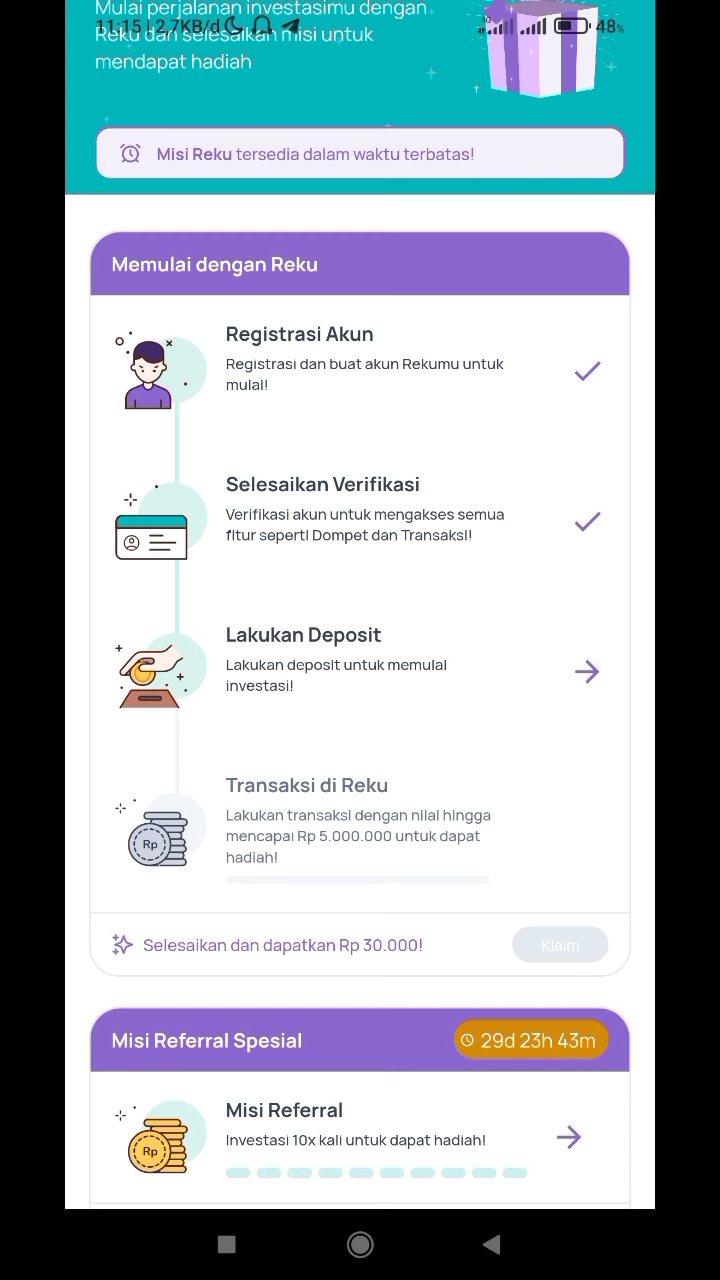 Mulai perjalanan investasimu dengan
11:15 | 2,7KB/d 4G 48%
Reku dan selesaikan misi untuk
mendapat hadiah
Misi Reku tersedia dalam waktu terbatas!
Memulai dengan Reku
Registrasi Akun
Registrasi dan buat akun Rekumu untuk
mulai!
Selesaikan Verifikasi
Verifikasi akun untuk mengakses semua
fitur seperti Dompet dan Transaksi!
Lakukan Deposit
Lakukan deposit untuk memulai
investasi!
Transaksi di Reku
Lakukan transaksi dengan nilai hingga
mencapai Rp 5.000.000 untuk dapat
hadiah!
Rp
Selesaikan dan dapatkan Rp 30.000!
Klaim
Misi Referral Spesial
29d 23h 43m
Misi Referral
Investasi 10x kali untuk dapat hadiah!
Rp